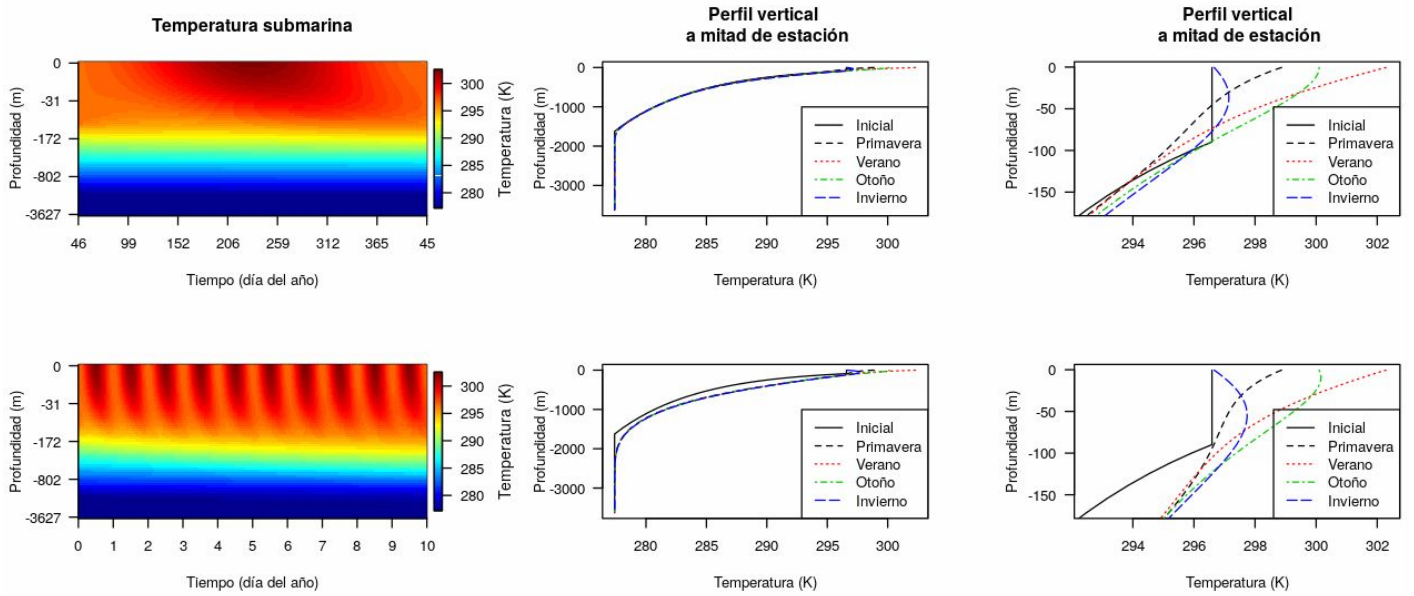 Temperatura submarina
Profundidad (m)
0
-31
-172
-802
-3627
46 99 152 206 259 312 365 45
Tiempo (día del año)
300
295
290
285
280
Temperatura (K)
Perfil vertical
a mitad de estación
Profundidad (m)
0
-1000
-2000
-3000
Inicial
Primavera
Verano
Otoño
Invierno
280 285 290 295 300
Temperatura (K)
Perfil vertical
a mitad de estación
Profundidad (m)
0
-50
-100
-150
Inicial
Primavera
Verano
Otoño
Invierno
294 296 298 300 302
Temperatura (K)
Profundidad (m)
0
-31
-172
-802
-3627
0 1 2 3 4 5 6 7 8 9 10
Tiempo (día del año)
300
295
290
285
280
Temperatura (K)
Profundidad (m)
0
-1000
-2000
-3000
Inicial
Primavera
Verano
Otoño
Invierno
280 285 290 295 300
Temperatura (K)
Profundidad (m)
0
-50
-100
-150
Inicial
Primavera
Verano
Otoño
Invierno
294 296 298 300 302
Temperatura (K)